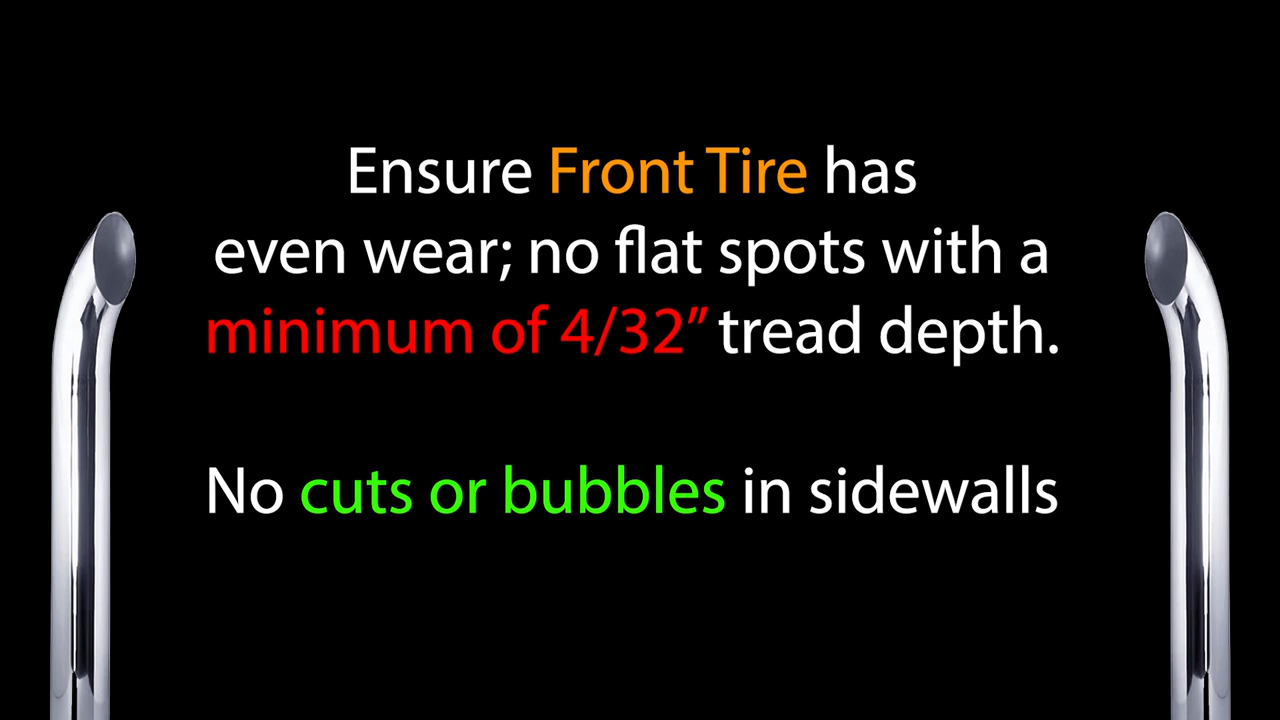 Ensure Front Tire has
even wear; no flat spots with a
minimum of 4/32” tread depth.
No cuts or bubbles in sidewalls